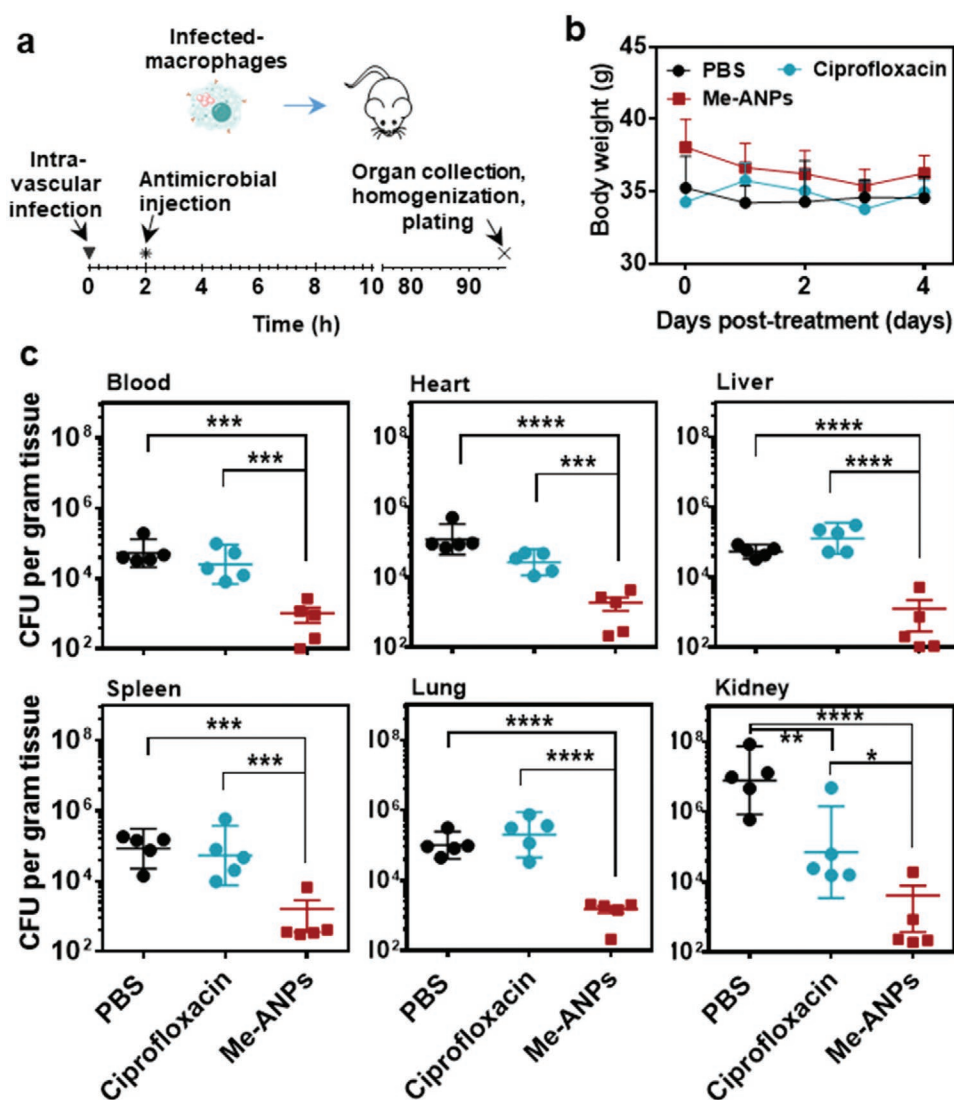 a
Infected-
macrophages
Intra-
vascular
infection
Antimicrobial
injection
Organ collection,
homogenization,
plating
0 2 4 6 8 10 80 90
Time (h)
b
45
40
35
30
Body weight (g)
PBS
Ciprofloxacin
Me-ANPs
0 2 4
Days post-treatment (days)
c
Blood
CFU per gram tissue
10⁸
10⁶
10⁴
10²
***
***
Heart
10⁸
10⁶
10⁴
10²
****
***
Liver
10⁸
10⁶
10⁴
10²
****
****
Spleen
CFU per gram tissue
10⁸
10⁶
10⁴
10²
***
***
PBS
Ciprofloxacin
Me-ANPs
Lung
10⁸
10⁶
10⁴
10²
****
****
PBS
Ciprofloxacin
Me-ANPs
Kidney
10⁸
10⁶
10⁴
10²
****
**
*
PBS
Ciprofloxacin
Me-ANPs